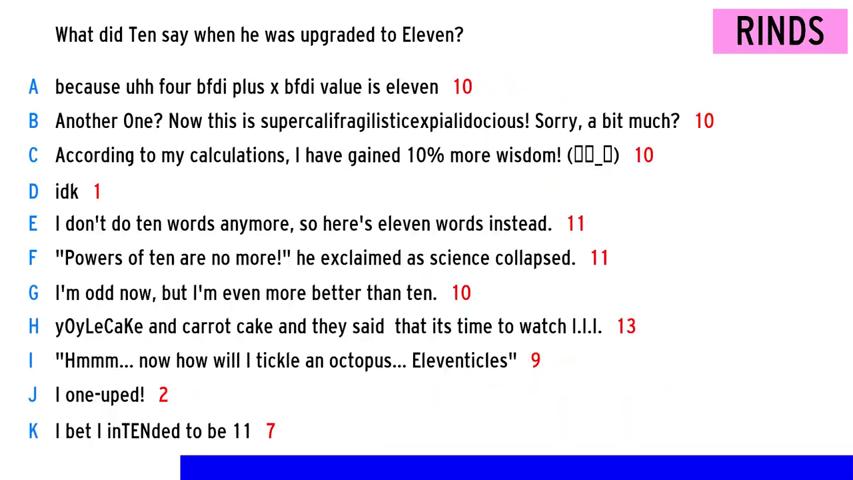 What did Ten say when he was upgraded to Eleven?
RINDS
A because uhh four bfdi plus x bfdi value is eleven 10
B Another One? Now this is supercalifragilisticexpialidocious! Sorry, a bit much? 10
C According to my calculations, I have gained 10% more wisdom! (▯▯_▯) 10
D idk 1
E I don't do ten words anymore, so here's eleven words instead. 11
F "Powers of ten are no more!" he exclaimed as science collapsed. 11
G I'm odd now, but I'm even more better than ten. 10
H yOyLeCaKe and carrot cake and they said that its time to watch I.I.I. 13
I "Hmmm... now how will I tickle an octopus... Eleventicles" 9
J I one-uped! 2
K I bet I inTENded to be 11 7